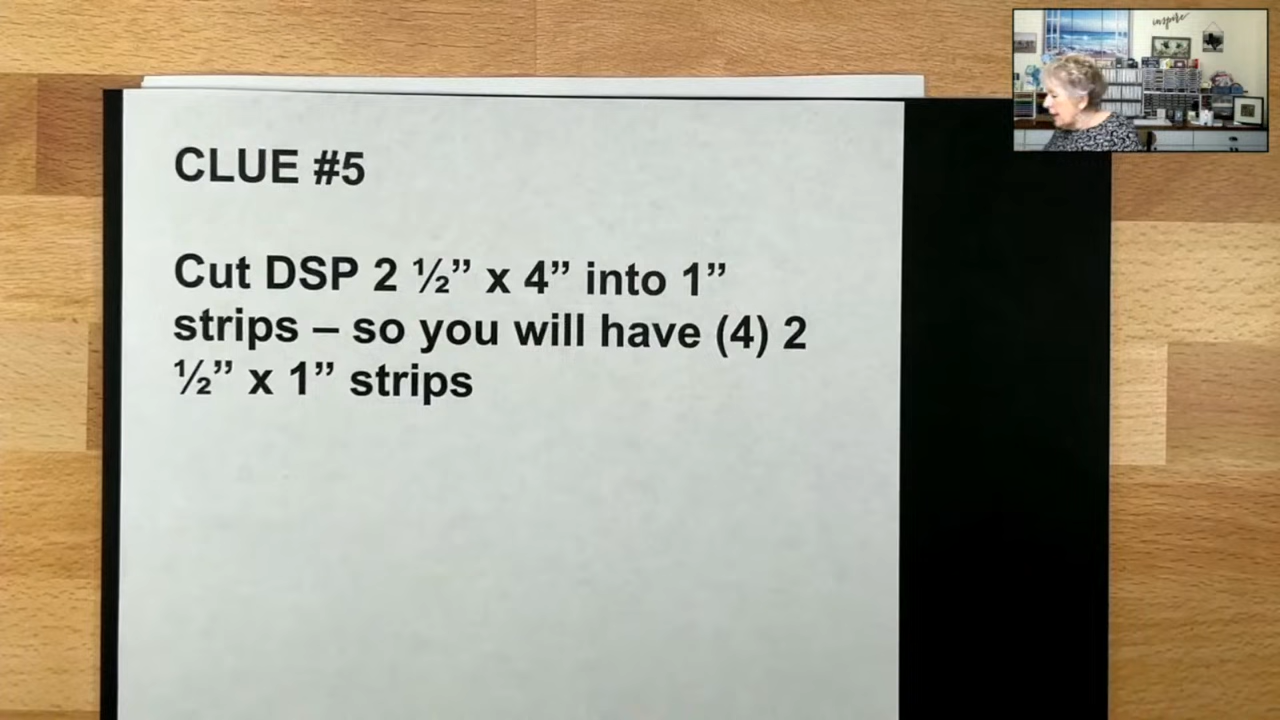 inspire
CLUE #5
Cut DSP 2 ½” x 4” into 1”
strips – so you will have (4) 2
½” x 1” strips